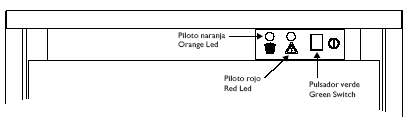 Piloto naranja
Orange Led
Piloto rojo
Red Led
Pulsador verde
Green Switch